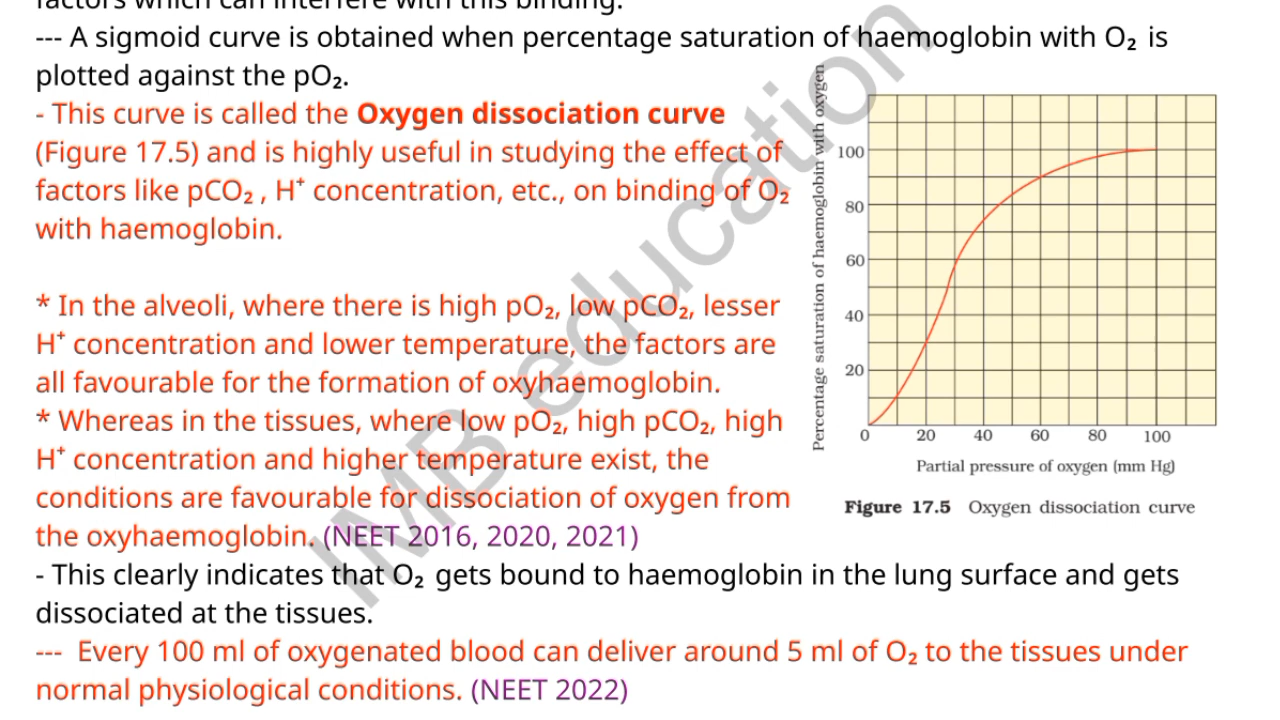 factors which can interfere with this binding.
--- A sigmoid curve is obtained when percentage saturation of haemoglobin with O₂ is
plotted against the pO₂.
- This curve is called the Oxygen dissociation curve
(Figure 17.5) and is highly useful in studying the effect of
factors like pCO₂ , H⁺ concentration, etc., on binding of O₂
with haemoglobin.
* In the alveoli, where there is high pO₂, low pCO₂, lesser
H⁺ concentration and lower temperature, the factors are
all favourable for the formation of oxyhaemoglobin.
* Whereas in the tissues, where low pO₂, high pCO₂, high
H⁺ concentration and higher temperature exist, the
conditions are favourable for dissociation of oxygen from
the oxyhaemoglobin. (NEET 2016, 2020, 2021)
Percentage saturation of haemoglobin with oxygen
100
80
60
40
20
0 20 40 60 80 100
Partial pressure of oxygen (mm Hg)
Figure 17.5 Oxygen dissociation curve
- This clearly indicates that O₂ gets bound to haemoglobin in the lung surface and gets
dissociated at the tissues.
--- Every 100 ml of oxygenated blood can deliver around 5 ml of O₂ to the tissues under
normal physiological conditions. (NEET 2022)
IMB education